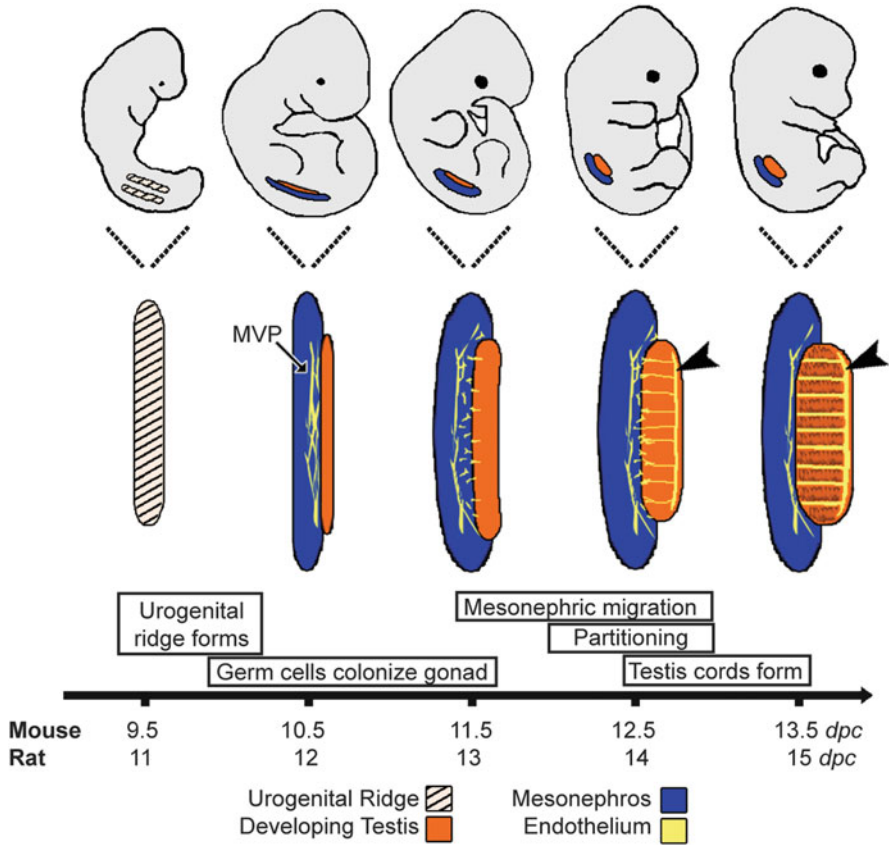 MVP
Urogenital
ridge forms
Mesonephric migration
Partitioning
Germ cells colonize gonad
Testis cords form
Mouse 9.5 10.5 11.5 12.5 13.5 dpc
Rat 11 12 13 14 15 dpc
Urogenital Ridge Mesonephros
Developing Testis Endothelium